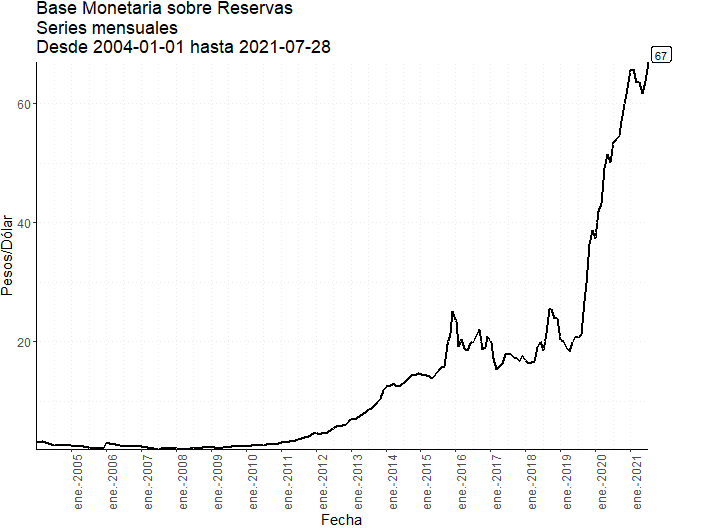 Base Monetaria sobre Reservas
Series mensuales
Desde 2004-01-01 hasta 2021-07-28
67
60
40
20
Pesos/Dólar
ene.-2005
ene.-2006
ene.-2007
ene.-2008
ene.-2009
ene.-2010
ene.-2011
ene.-2012
ene.-2013
ene.-2014
ene.-2015
ene.-2016
ene.-2017
ene.-2018
ene.-2019
ene.-2020
ene.-2021
Fecha